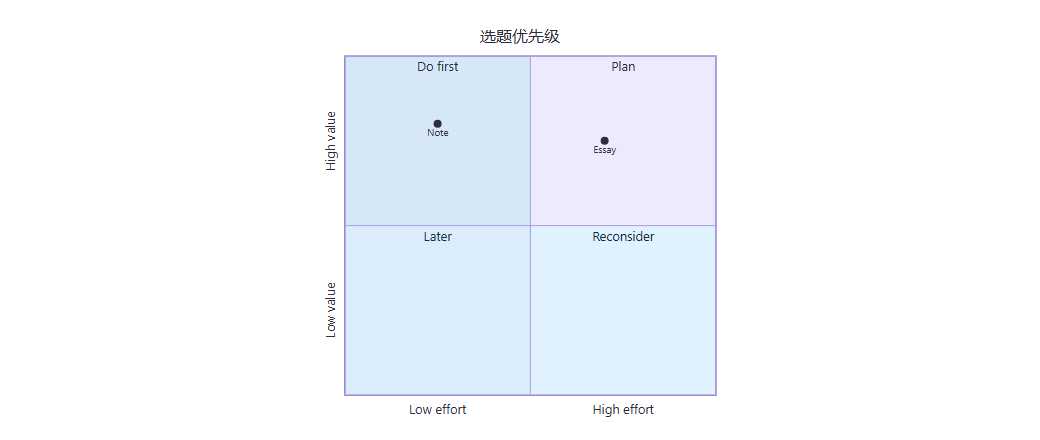 选题优先级
Do first
Plan
High value
Note
Essay
Later
Reconsider
Low value
Low effort
High effort